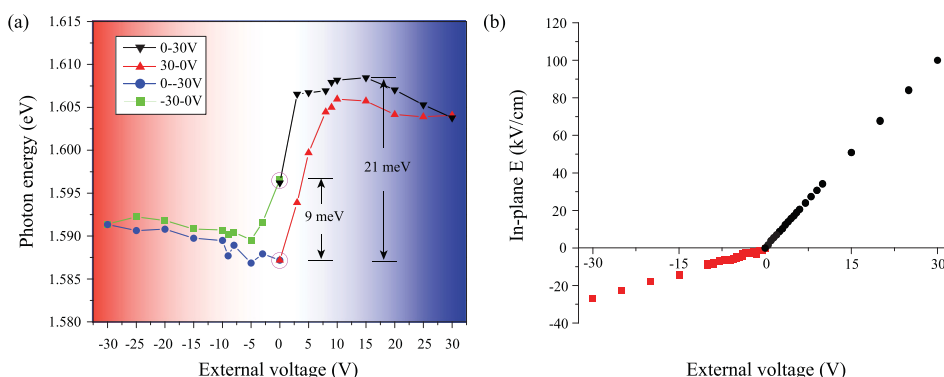 (a)
1.615
1.610
1.605
1.600
1.595
1.590
1.585
1.580
Photon energy (eV)
0-30V
30-0V
0--30V
-30-0V
21 meV
9 meV
-30 -25 -20 -15 -10 -5 0 5 10 15 20 25 30
External voltage (V)
(b)
120
100
80
60
40
20
0
-20
-40
In-plane E (kV/cm)
-30 -15 0 15 30
External voltage (V)